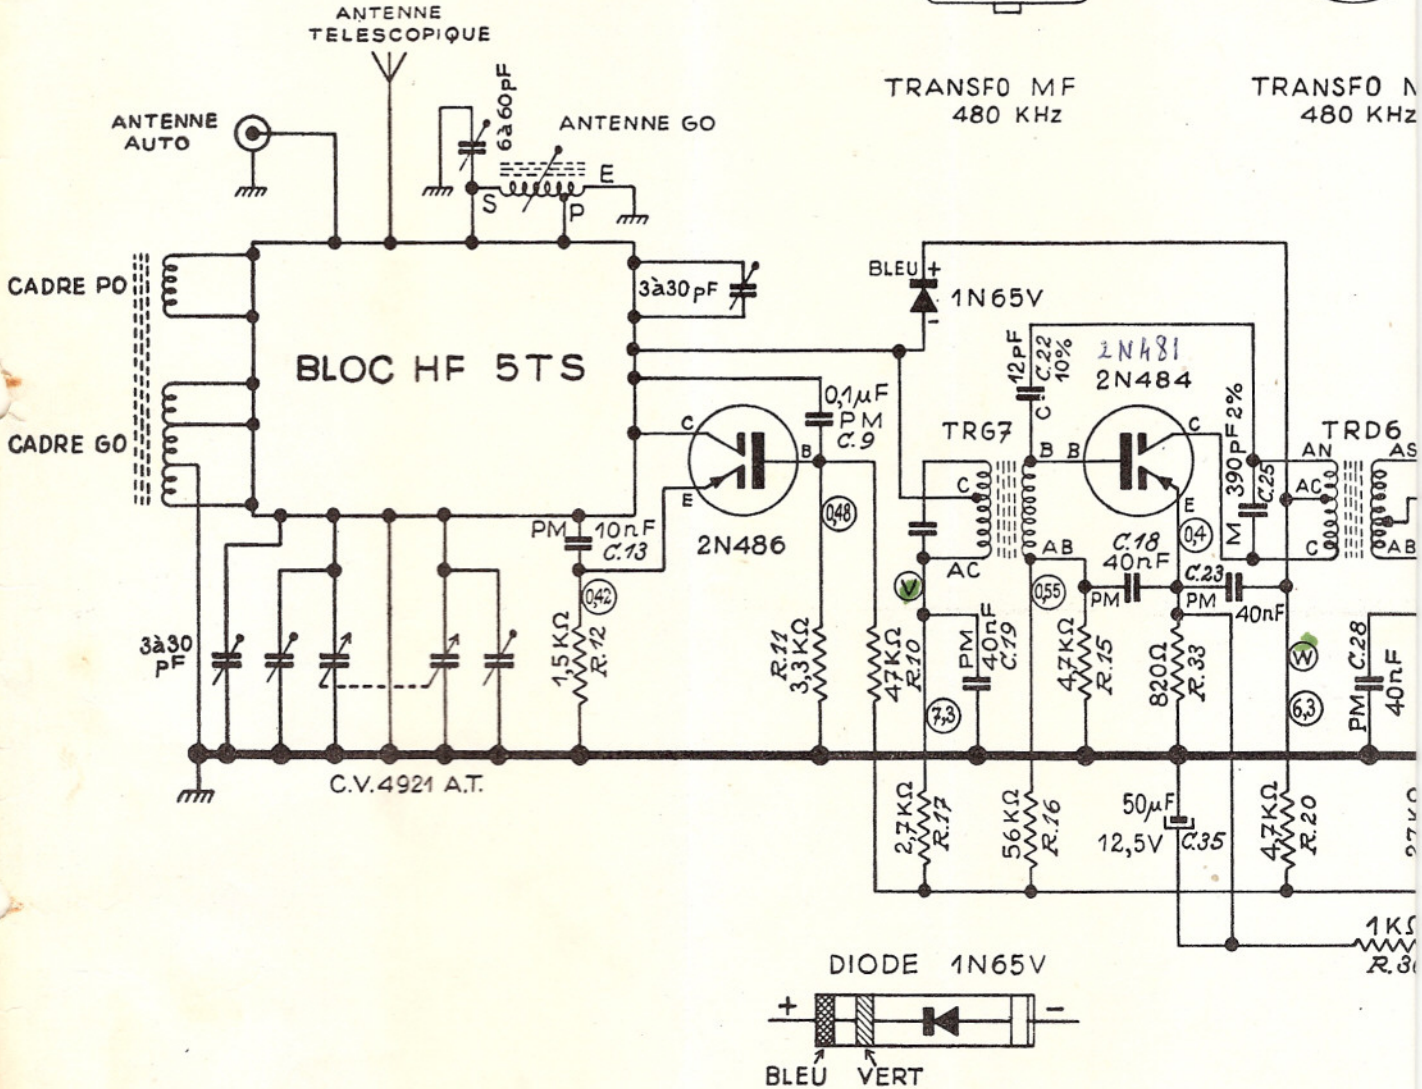 ANTENNE
TELESCOPIQUE
ANTENNE
AUTO
6à60pF
ANTENNE GO
S
E
P
TRANSFO MF
480 KHz
TRANSFO
480 KHz
CADRE PO
CADRE GO
BLOC HF 5TS
3à30pF
BLEU +
-
1N65V
12pF
C.22
10%
C
2N481
2N484
0,1µF
PM
C.9
C
B
E
2N486
0,48
TRG7
C
AC
B
B
C
E
0,4
AB
390pF 2%
M
C.25
TRD6
AN
AC
C
AS
AB
PM
10nF
C.13
0,42
1,5KΩ
R.12
3à30
pF
R.11
3,3KΩ
47KΩ
R.10
V
PM
40nF
C.19
7,3
0,55
C.18
40nF
PM
4,7KΩ
R.15
C.23
PM
40nF
820Ω
R.33
W
6,3
PM
C.28
40nF
C.V.4921 A.T.
2,7KΩ
R.17
56KΩ
R.16
50µF
12,5V
C.35
4,7KΩ
R.20
1K
DIODE 1N65V
+
-
BLEU
VERT